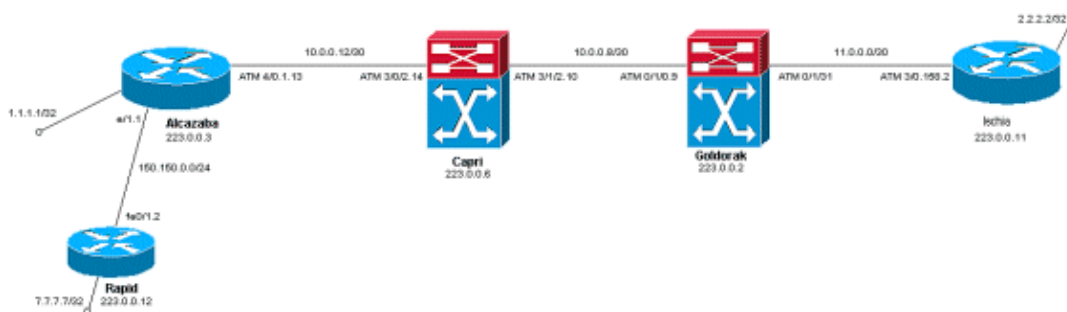 2.2.2.2/32
10.0.0.12/30
10.0.0.8/30
11.0.0.0/30
ATM 4/0.1.13
ATM 3/0/2.14
ATM 3/1/2.10
ATM 0/1/0.9
ATM 0/1/31
ATM 3/0.158.2
1.1.1.1/32
e/1.1
Alcazaba
223.0.0.3
Capri
223.0.0.6
Goldorak
223.0.0.2
Ischia
223.0.0.11
150.150.0.0/24
fe0/1.2
Rapid
7.7.7.7/32
223.0.0.12